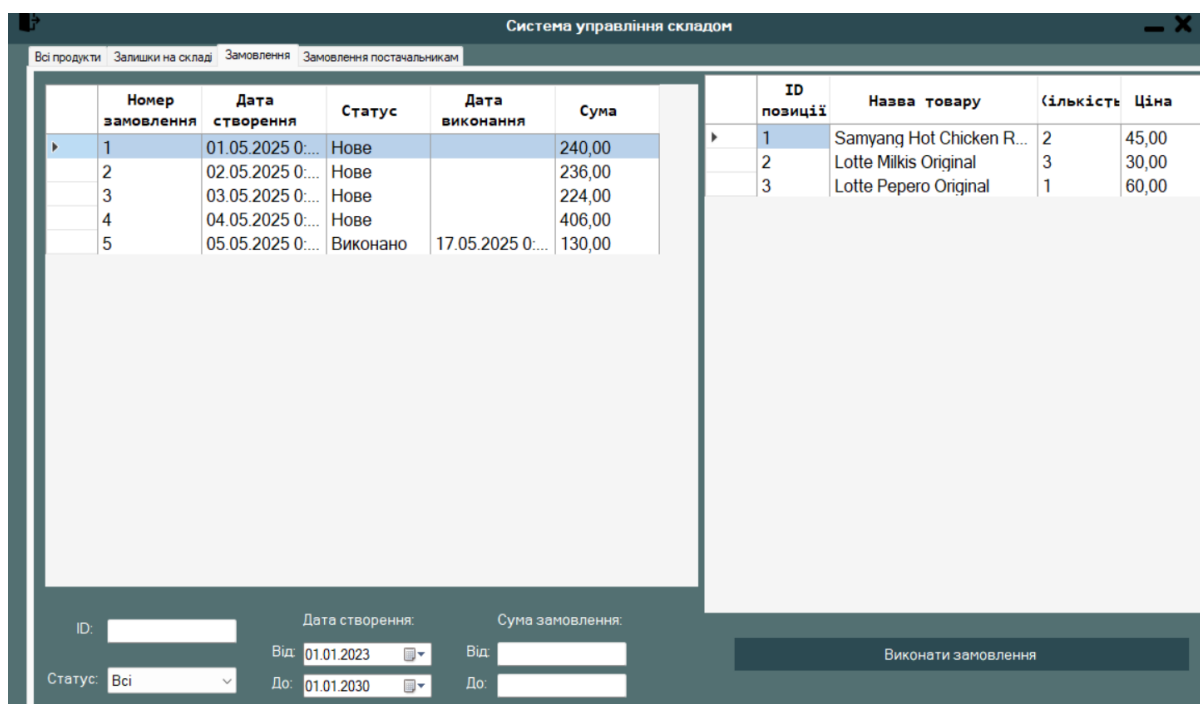 Система управління складом
Всі продукти Залишки на складі Замовлення Замовлення постачальникам
Номер замовлення Дата створення Статус Дата виконання Сума
1 01.05.2025 0:... Нове 240,00
2 02.05.2025 0:... Нове 236,00
3 03.05.2025 0:... Нове 224,00
4 04.05.2025 0:... Нове 406,00
5 05.05.2025 0:... Виконано 17.05.2025 0:... 130,00
ID позиції Назва товару Кількість Ціна
1 Samyang Hot Chicken R... 2 45,00
2 Lotte Milkis Original 3 30,00
3 Lotte Pepero Original 1 60,00
ID:
Статус: Всі
Дата створення:
Від: 01.01.2023
До: 01.01.2030
Сума замовлення:
Від:
До:
Виконати замовлення